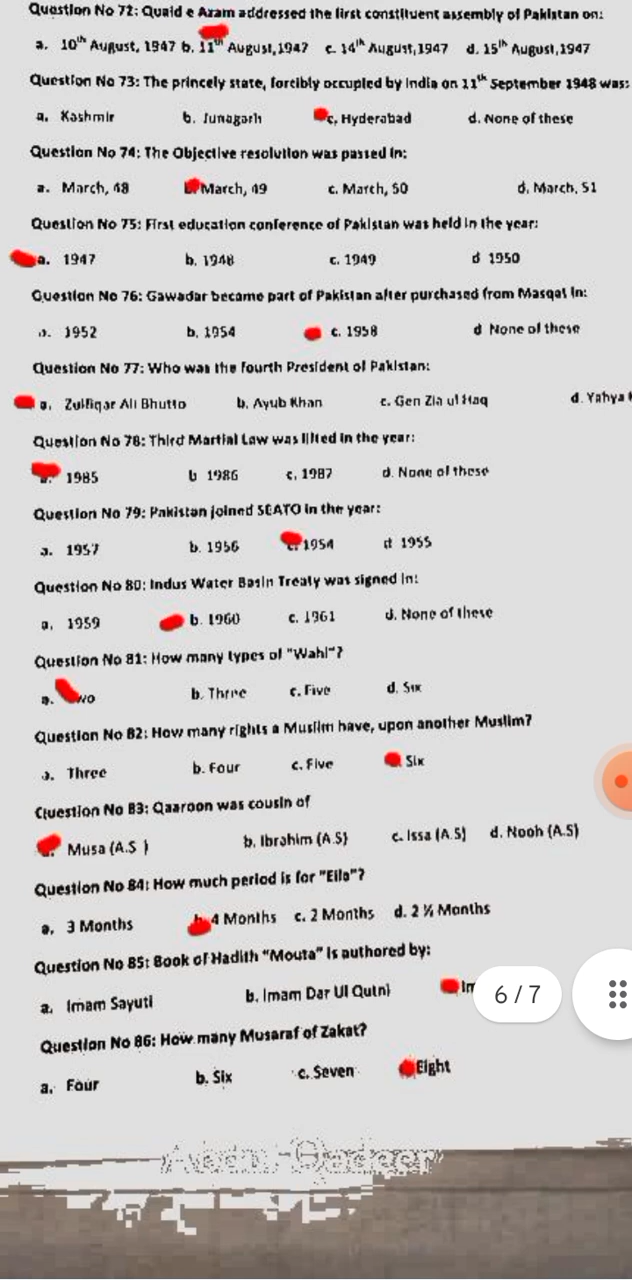 Question No 72: Quaid e Azam addressed the first constituent assembly of Pakistan on:
a. 10th August, 1947 b. 11th August,1947 c. 14th August,1947 d. 15th August,1947
Question No 73: The princely state, forcibly occupied by India on 11th September 1948 was:
a. Kashmir b. Junagarh c. Hyderabad d. None of these
Question No 74: The Objective resolution was passed in:
a. March, 48 b. March, 49 c. March, 50 d. March, 51
Question No 75: First education conference of Pakistan was held in the year:
a. 1947 b. 1948 c. 1949 d 1950
Question No 76: Gawadar became part of Pakistan after purchased from Masqat in:
a. 1952 b. 1954 c. 1958 d None of these
Question No 77: Who was the fourth President of Pakistan:
a. Zulfiqar Ali Bhutto b. Ayub Khan c. Gen Zia ul Haq d. Yahya
Question No 78: Third Martial Law was lifted in the year:
a. 1985 b 1986 c. 1987 d. None of these
Question No 79: Pakistan joined SEATO in the year:
a. 1957 b. 1956 c. 1954 d 1955
Question No 80: Indus Water Basin Treaty was signed in:
a. 1959 b. 1960 c. 1961 d. None of these
Question No 81: How many types of "Wahi"?
a. wo b. Three c. Five d. Six
Question No 82: How many rights a Muslim have, upon another Muslim?
a. Three b. Four c. Five Six
Question No 83: Qaaroon was cousin of
Musa (A.S ) b. Ibrahim (A.S) c. Issa (A.S) d. Nooh (A.S)
Question No 84: How much period is for "Eila"?
a. 3 Months b. 4 Months c. 2 Months d. 2 ½ Months
Question No 85: Book of Hadith "Mouta" is authored by:
a. Imam Sayuti b. Imam Dar Ul Qutni Im
6 / 7
Question No 86: How many Musaraf of Zakat?
a. Four b. Six c. Seven Eight